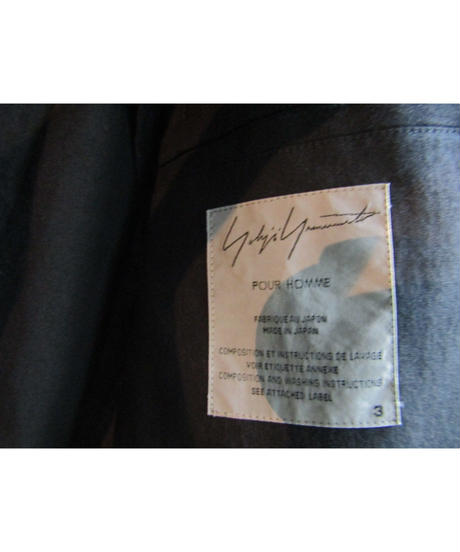 Yohji Yamamoto
POUR HOMME
FABRIQUE AU JAPON
MADE IN JAPAN
COMPOSITION ET INSTRUCTIONS DE LAVAGE
VOIR ETIQUETTE ANNEXE
COMPOSITION AND WASHING INSTRUCTIONS
SEE ATTACHED LABEL
3